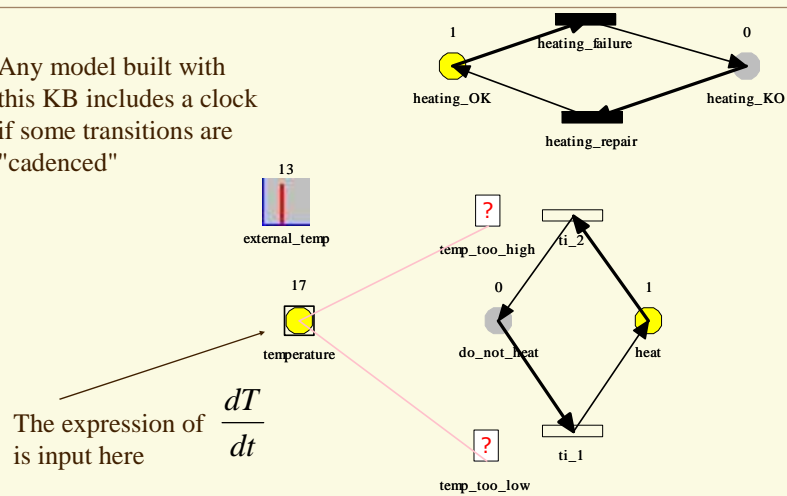 Any model built with
this KB includes a clock
if some transitions are
"cadenced"
1
heating_failure
0
heating_OK
heating_KO
heating_repair
13
external_temp
?
temp_too_high
ti_2
17
temperature
0
do_not_heat
1
heat
The expression of dT/dt
is input here
?
temp_too_low
ti_1